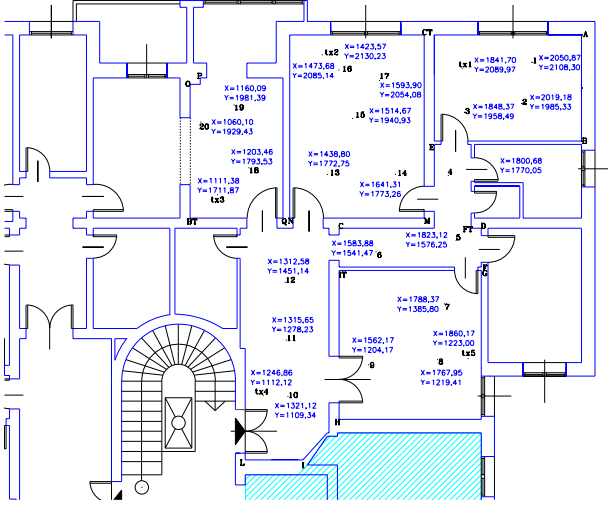 CT
A
X=1423,57
Y=2130,23
tx2
X=1473,68
Y=2085,14
16
17
X=1593,90
Y=2054,08
tx1
X=1841,70
Y=2089,97
1
X=2050,87
Y=2108,30
P
O
X=1160,09
Y=1981,39
19
15
X=1514,67
Y=1940,93
3
X=1848,37
Y=1958,49
2
X=2019,18
Y=1985,33
20
X=1060,10
Y=1929,43
E
B
X=1203,46
Y=1793,53
18
X=1438,80
Y=1772,75
13
14
4
X=1800,68
Y=1770,05
X=1111,38
Y=1711,87
tx3
X=1641,31
Y=1773,26
DT
QN
C
M
FT
D
X=1583,88
Y=1541,47
6
X=1823,12
Y=1576,25
5
X=1312,58
Y=1451,14
12
IT
F
G
X=1788,37
Y=1385,80
7
X=1315,65
Y=1278,23
11
X=1562,17
Y=1204,17
9
X=1860,17
Y=1223,00
tx5
8
X=1767,95
Y=1219,41
X=1246,86
Y=1112,12
tx4
10
X=1321,12
Y=1109,34
H
L
I